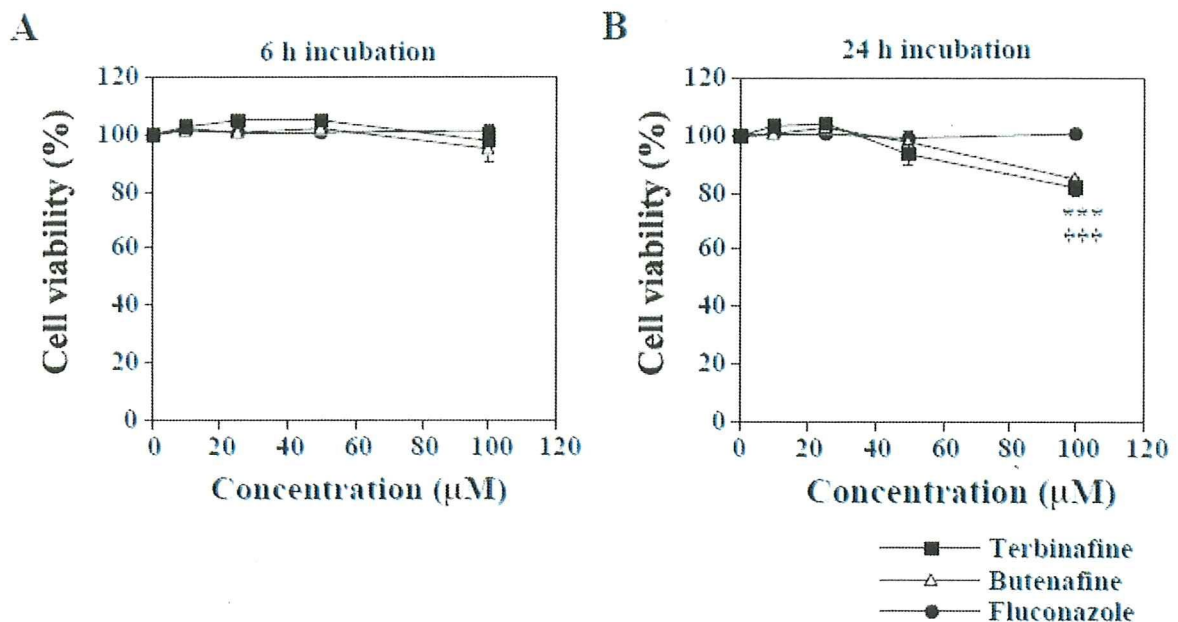 A
6 h incubation
120
100
80
60
40
20
0
Cell viability (%)
0 20 40 60 80 100 120
Concentration (μM)
B
24 h incubation
120
100
80
60
40
20
0
Cell viability (%)
***
‡‡‡
0 20 40 60 80 100 120
Concentration (μM)
Terbinafine
Butenafine
Fluconazole